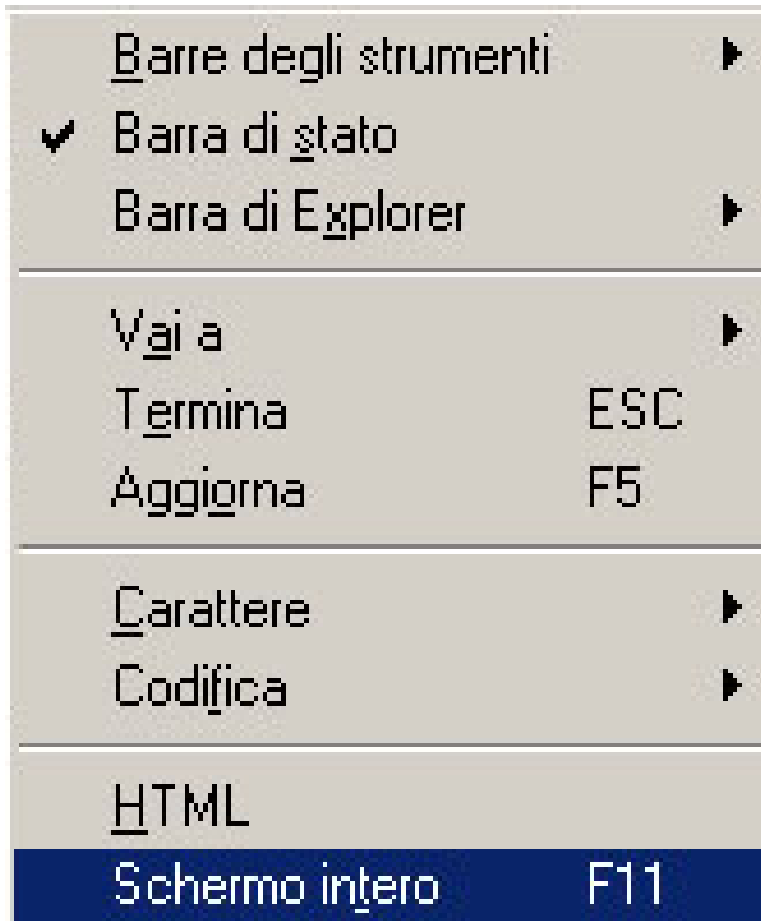 Barre degli strumenti
Barra di stato
Barra di Explorer
Vai a
Termina ESC
Aggiorna F5
Carattere
Codifica
HTML
Schermo intero F11